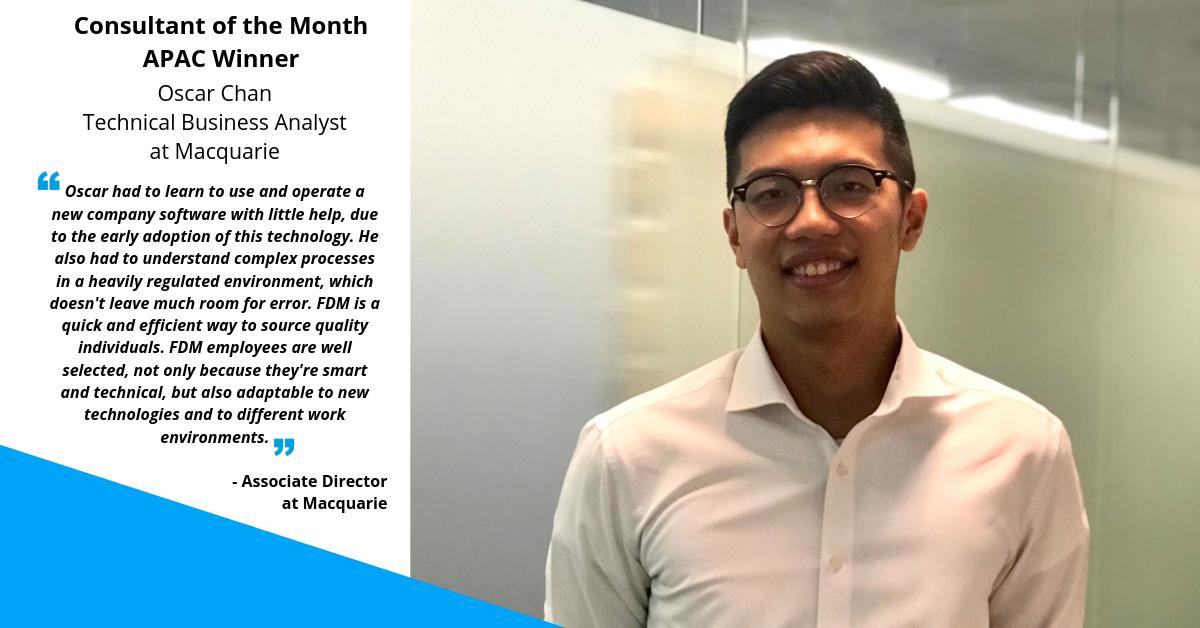 Consultant of the Month
APAC Winner
Oscar Chan
Technical Business Analyst
at Macquarie
“ Oscar had to learn to use and operate a
new company software with little help, due
to the early adoption of this technology. He
also had to understand complex processes
in a heavily regulated environment, which
doesn't leave much room for error. FDM is a
quick and efficient way to source quality
individuals. FDM employees are well
selected, not only because they're smart
and technical, but also adaptable to new
technologies and to different work
environments. ”
- Associate Director
at Macquarie